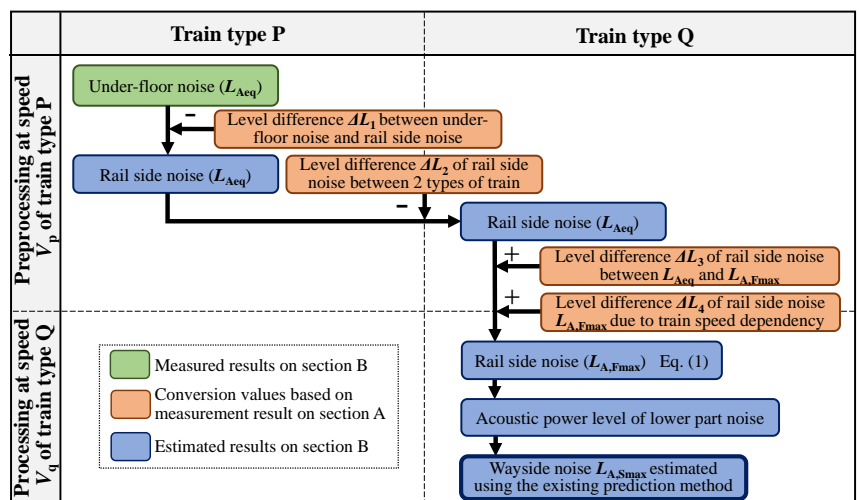 Train type P
Train type Q
Preprocessing at speed
Vp of train type P
Under-floor noise (LAeq)
−
Level difference ΔL1 between under-
floor noise and rail side noise
Rail side noise (LAeq)
Level difference ΔL2 of rail side
noise between 2 types of train
−
Rail side noise (LAeq)
+
Level difference ΔL3 of rail side noise
between LAeq and LA,Fmax
+
Level difference ΔL4 of rail side noise
LA,Fmax due to train speed dependency
Processing at speed
Vq of train type Q
Rail side noise (LA,Fmax) Eq. (1)
Acoustic power level of lower part noise
Wayside noise LA,Smax estimated
using the existing prediction method
Measured results on section B
Conversion values based on
measurement result on section A
Estimated results on section B